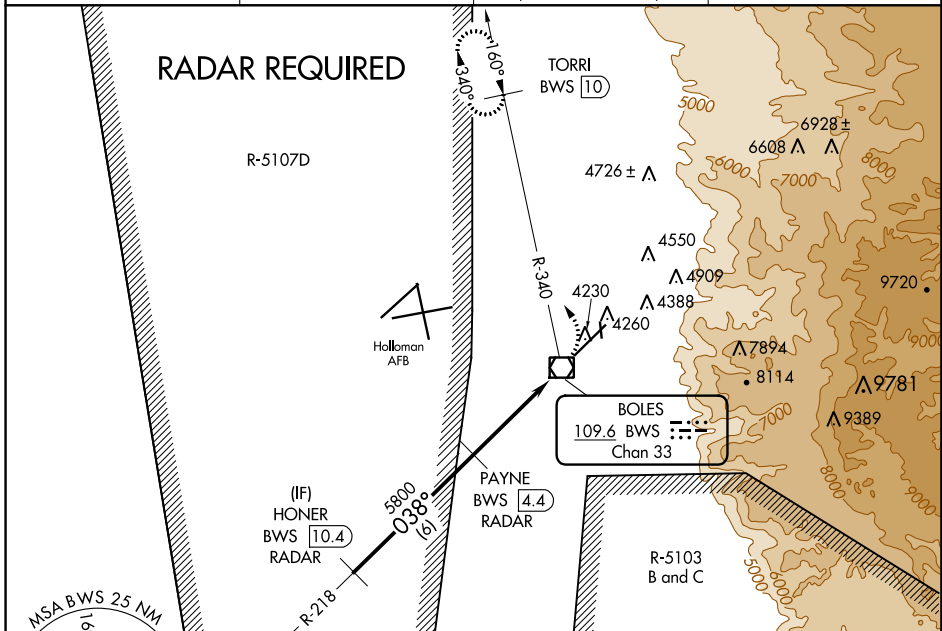 RADAR REQUIRED
160°
340°
TORRI
BWS 10
5000
6928 ±
6608
8000
6000
7000
R-5107D
4726 ±
4550
R-340
4909
9720
4230
4388
4260
9000
Holloman
AFB
7894
8114
9781
BOLES
109.6 BWS
Chan 33
7000
9389
PAYNE
BWS 4.4
RADAR
8000
9000
(IF)
HONER
BWS 10.4
RADAR
5800
038°
(6)
R-5103
B and C
5000
6000
R-218
MSA BWS 25 NM
16